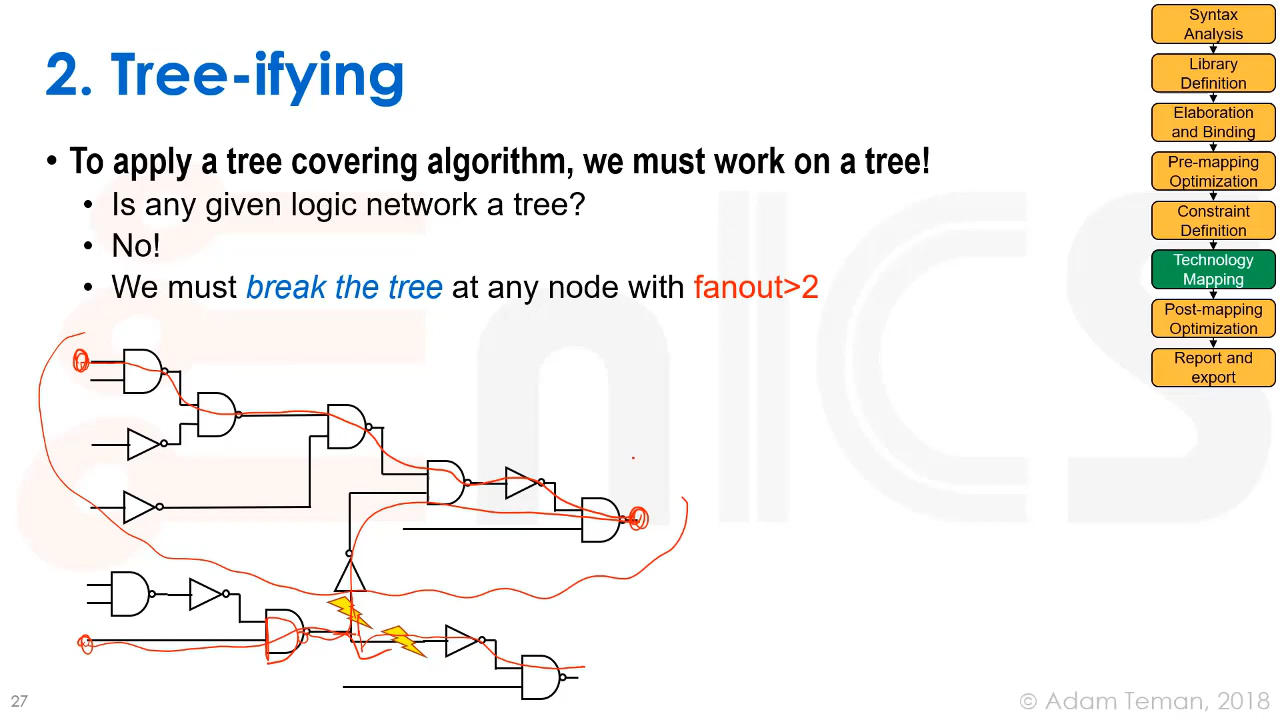 2. Tree-ifying
• To apply a tree covering algorithm, we must work on a tree!
• Is any given logic network a tree?
• No!
• We must break the tree at any node with fanout>2
Syntax
Analysis
Library
Definition
Elaboration
and Binding
Pre-mapping
Optimization
Constraint
Definition
Technology
Mapping
Post-mapping
Optimization
Report and
export
EnICS
27
© Adam Teman, 2018